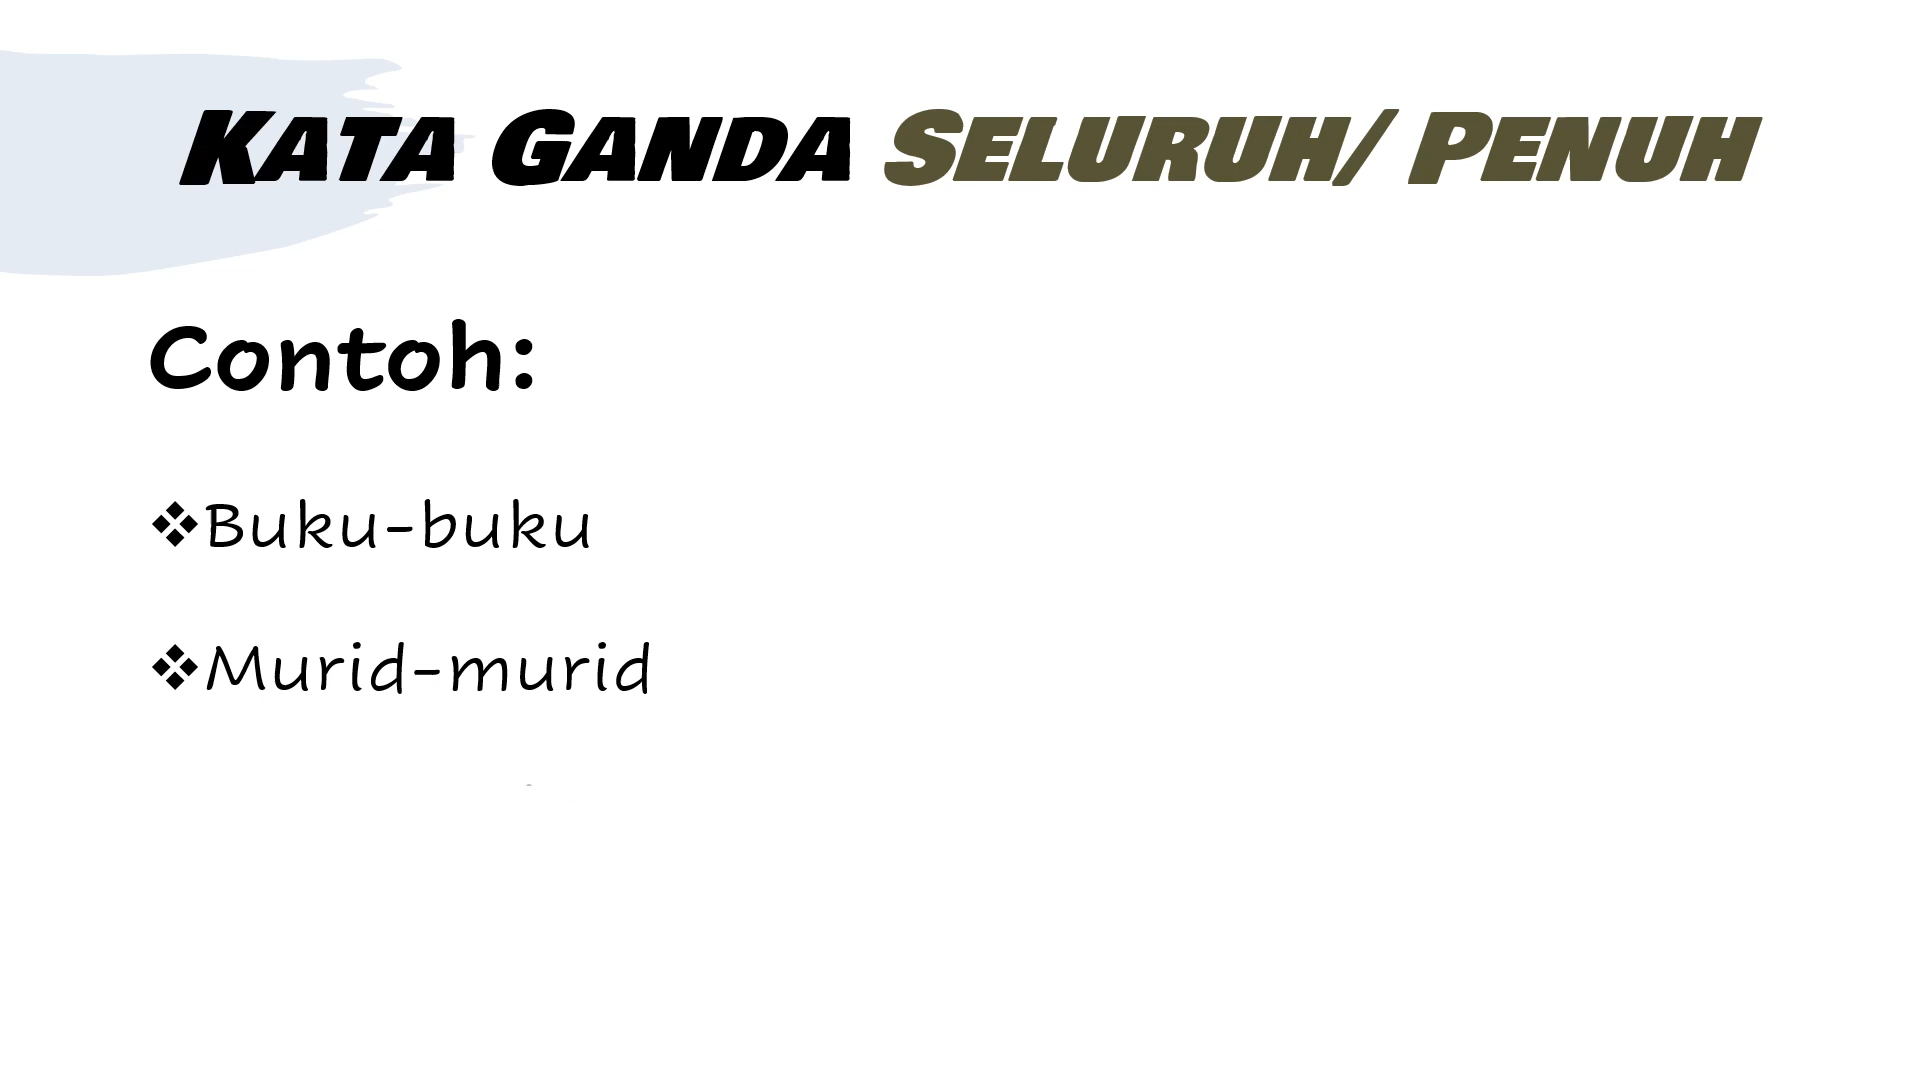 Kata Ganda Seluruh/ Penuh
Contoh:
❖Buku-buku
❖Murid-murid